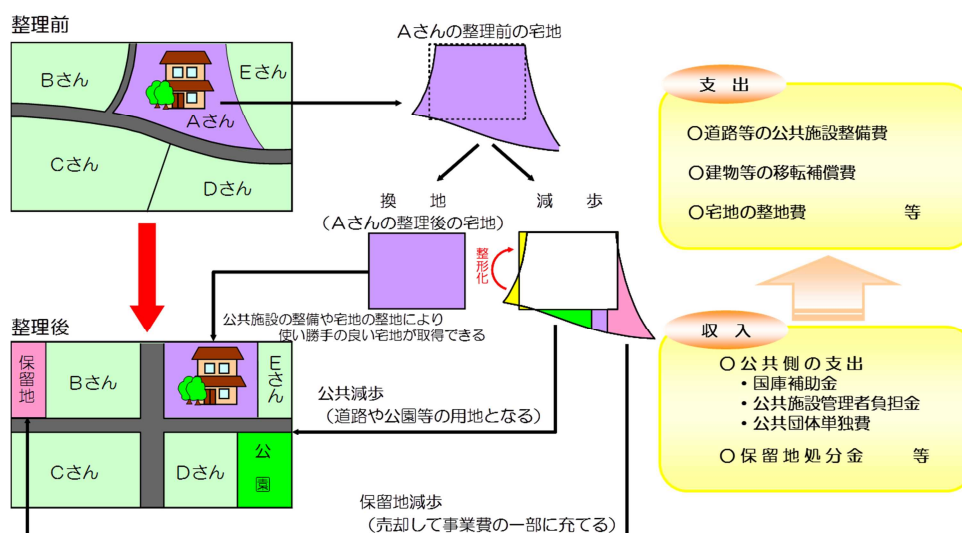 整理前
Bさん
Eさん
Aさん
Cさん
Dさん
Aさんの整理前の宅地
換地
(Aさんの整理後の宅地)
減歩
整形化
公共施設の整備や宅地の整地により
使い勝手の良い宅地が取得できる
整理後
保留地
Bさん
Eさん
Cさん
Dさん
公園
公共減歩
(道路や公園等の用地となる)
保留地減歩
(売却して事業費の一部に充てる)
支出
○道路等の公共施設整備費
○建物等の移転補償費
○宅地の整地費 等
収入
○公共側の支出
・国庫補助金
・公共施設管理者負担金
・公共団体単独費
○保留地処分金 等